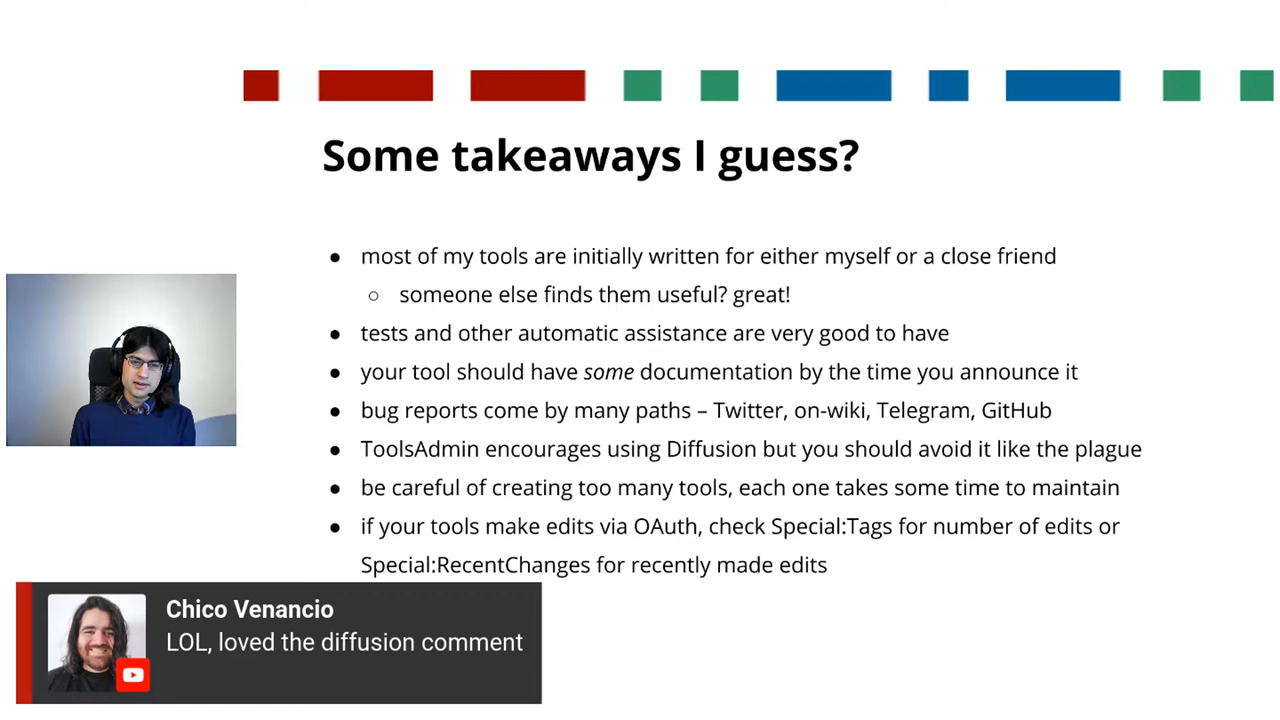 Some takeaways I guess?
● most of my tools are initially written for either myself or a close friend
○ someone else finds them useful? great!
● tests and other automatic assistance are very good to have
● your tool should have some documentation by the time you announce it
● bug reports come by many paths – Twitter, on-wiki, Telegram, GitHub
● ToolsAdmin encourages using Diffusion but you should avoid it like the plague
● be careful of creating too many tools, each one takes some time to maintain
● if your tools make edits via OAuth, check Special:Tags for number of edits or
Special:RecentChanges for recently made edits
Chico Venancio
LOL, loved the diffusion comment